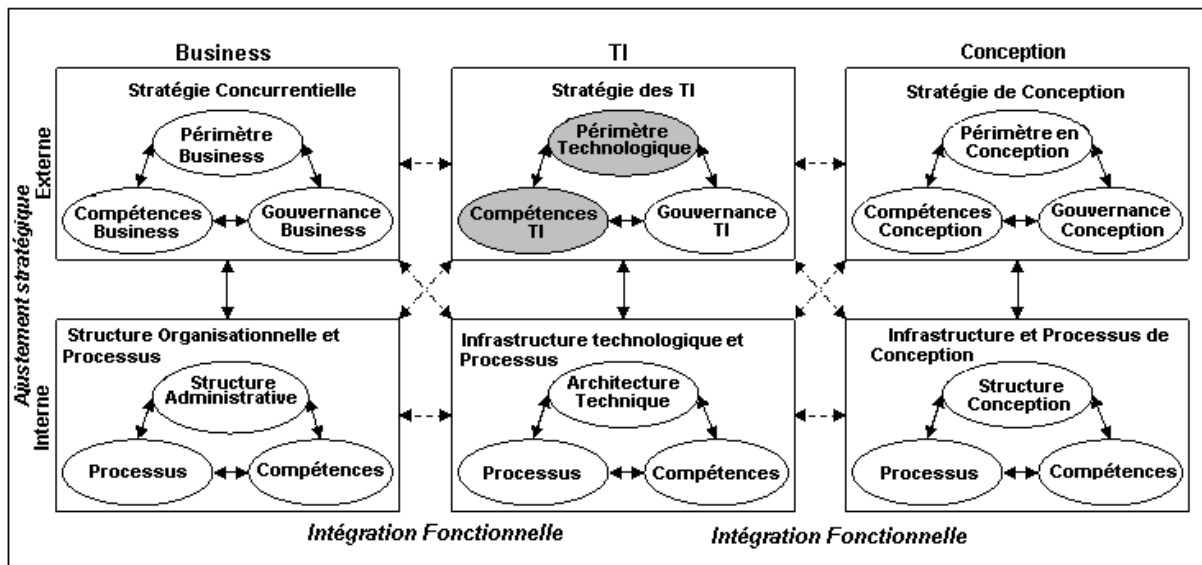 Business
TI
Conception
Ajustement stratégique
Externe
Stratégie Concurrentielle
Périmètre
Business
Compétences
Business
Gouvernance
Business
Stratégie des TI
Périmètre
Technologique
Compétences
TI
Gouvernance
TI
Stratégie de Conception
Périmètre en
Conception
Compétences
Conception
Gouvernance
Conception
Interne
Structure Organisationnelle et
Processus
Structure
Administrative
Processus
Compétences
Infrastructure technologique et
Processus
Architecture
Technique
Processus
Compétences
Infrastructure et Processus de
Conception
Structure
Conception
Processus
Compétences
Intégration Fonctionnelle
Intégration Fonctionnelle